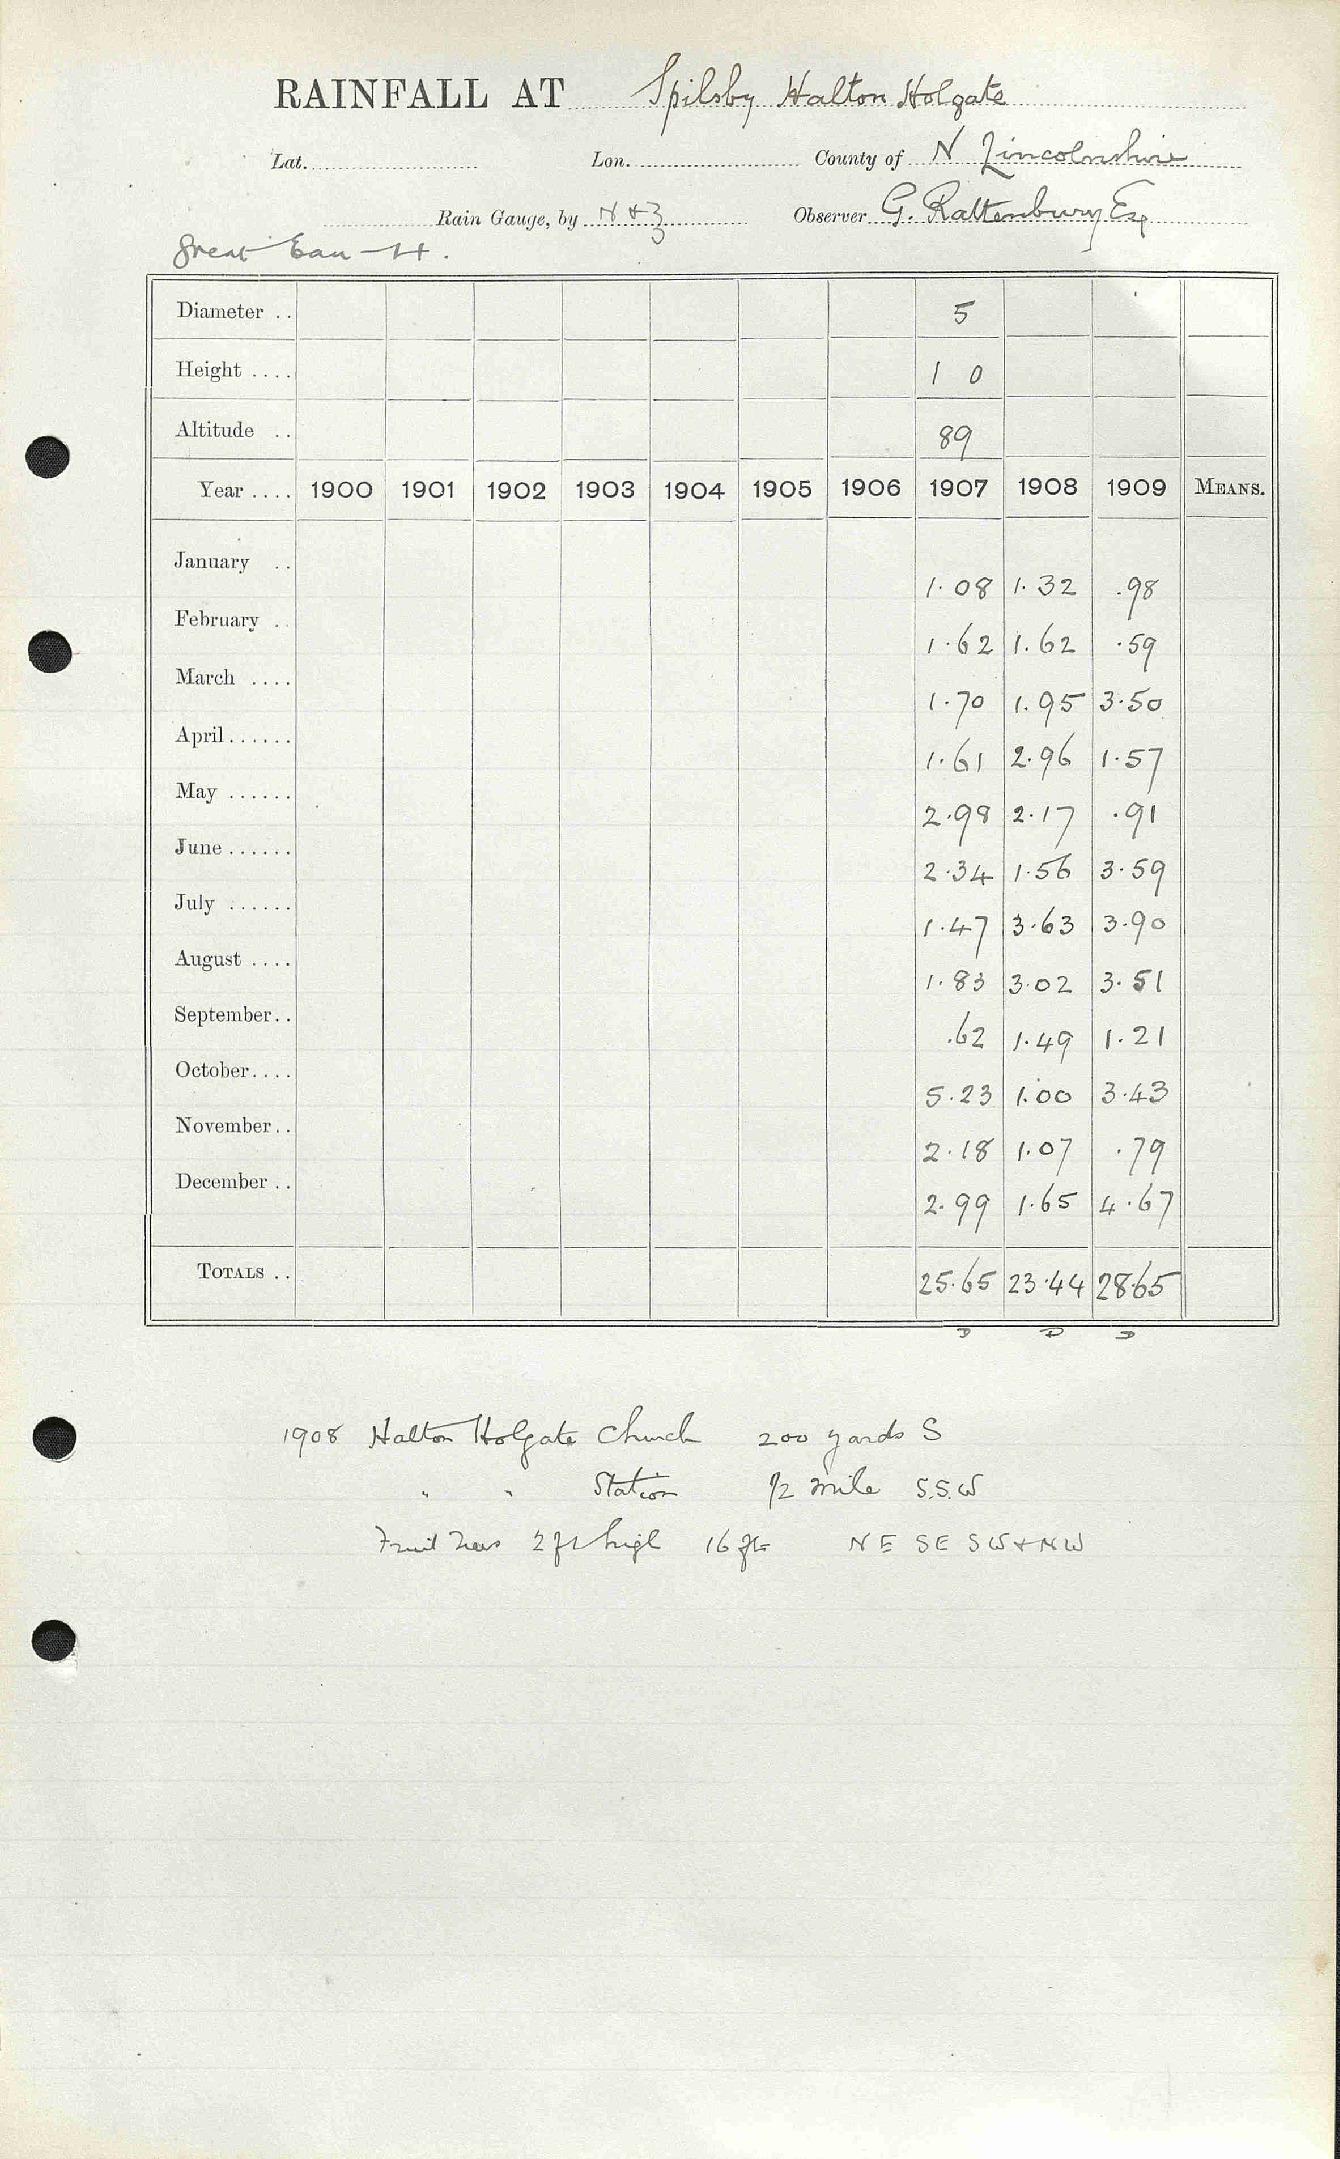 RAINFALL AT Spilsby Halton Holgate
Lat. Lon. County of N Lincolnshire
Rain Gauge, by N & Z Observer G. Rattenbury Esq
Great Eau - H.
Diameter .. 5
Height .... 1 0
Altitude .. 89
Year .... 1900 1901 1902 1903 1904 1905 1906 1907 1908 1909 MEANS.
January .. 1.08 1.32 .98
February .. 1.62 1.62 .59
March .... 1.70 1.95 3.50
April...... 1.61 2.96 1.57
May ...... 2.98 2.17 .91
June...... 2.34 1.56 3.59
July ...... 1.47 3.63 3.90
August .... 1.83 3.02 3.51
September.. .62 1.49 1.21
October.... 5.23 1.00 3.43
November.. 2.18 1.07 .79
December .. 2.99 1.65 4.67
TOTALS .. 25.65 23.44 28.65
D D D
1908 Halton Holgate Church 200 yards S
" " Station 1/2 mile S.S.W
Fruit Trees 2 ft high 16 ft NE SE SW & NW